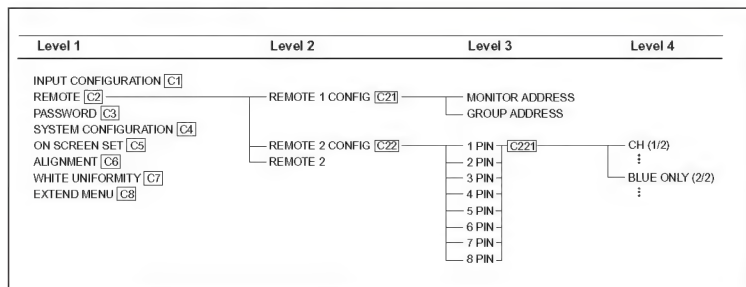 Level 1 Level 2 Level 3 Level 4
INPUT CONFIGURATION C1
REMOTE C2 REMOTE 1 CONFIG C21 MONITOR ADDRESS
PASSWORD C3 GROUP ADDRESS
SYSTEM CONFIGURATION C4
ON SCREEN SET C5 REMOTE 2 CONFIG C22 1 PIN C221 CH (1/2)
ALIGNMENT C6 REMOTE 2 2 PIN ⋮
WHITE UNIFORMITY C7 3 PIN BLUE ONLY (2/2)
EXTEND MENU C8 4 PIN ⋮
5 PIN
6 PIN
7 PIN
8 PIN